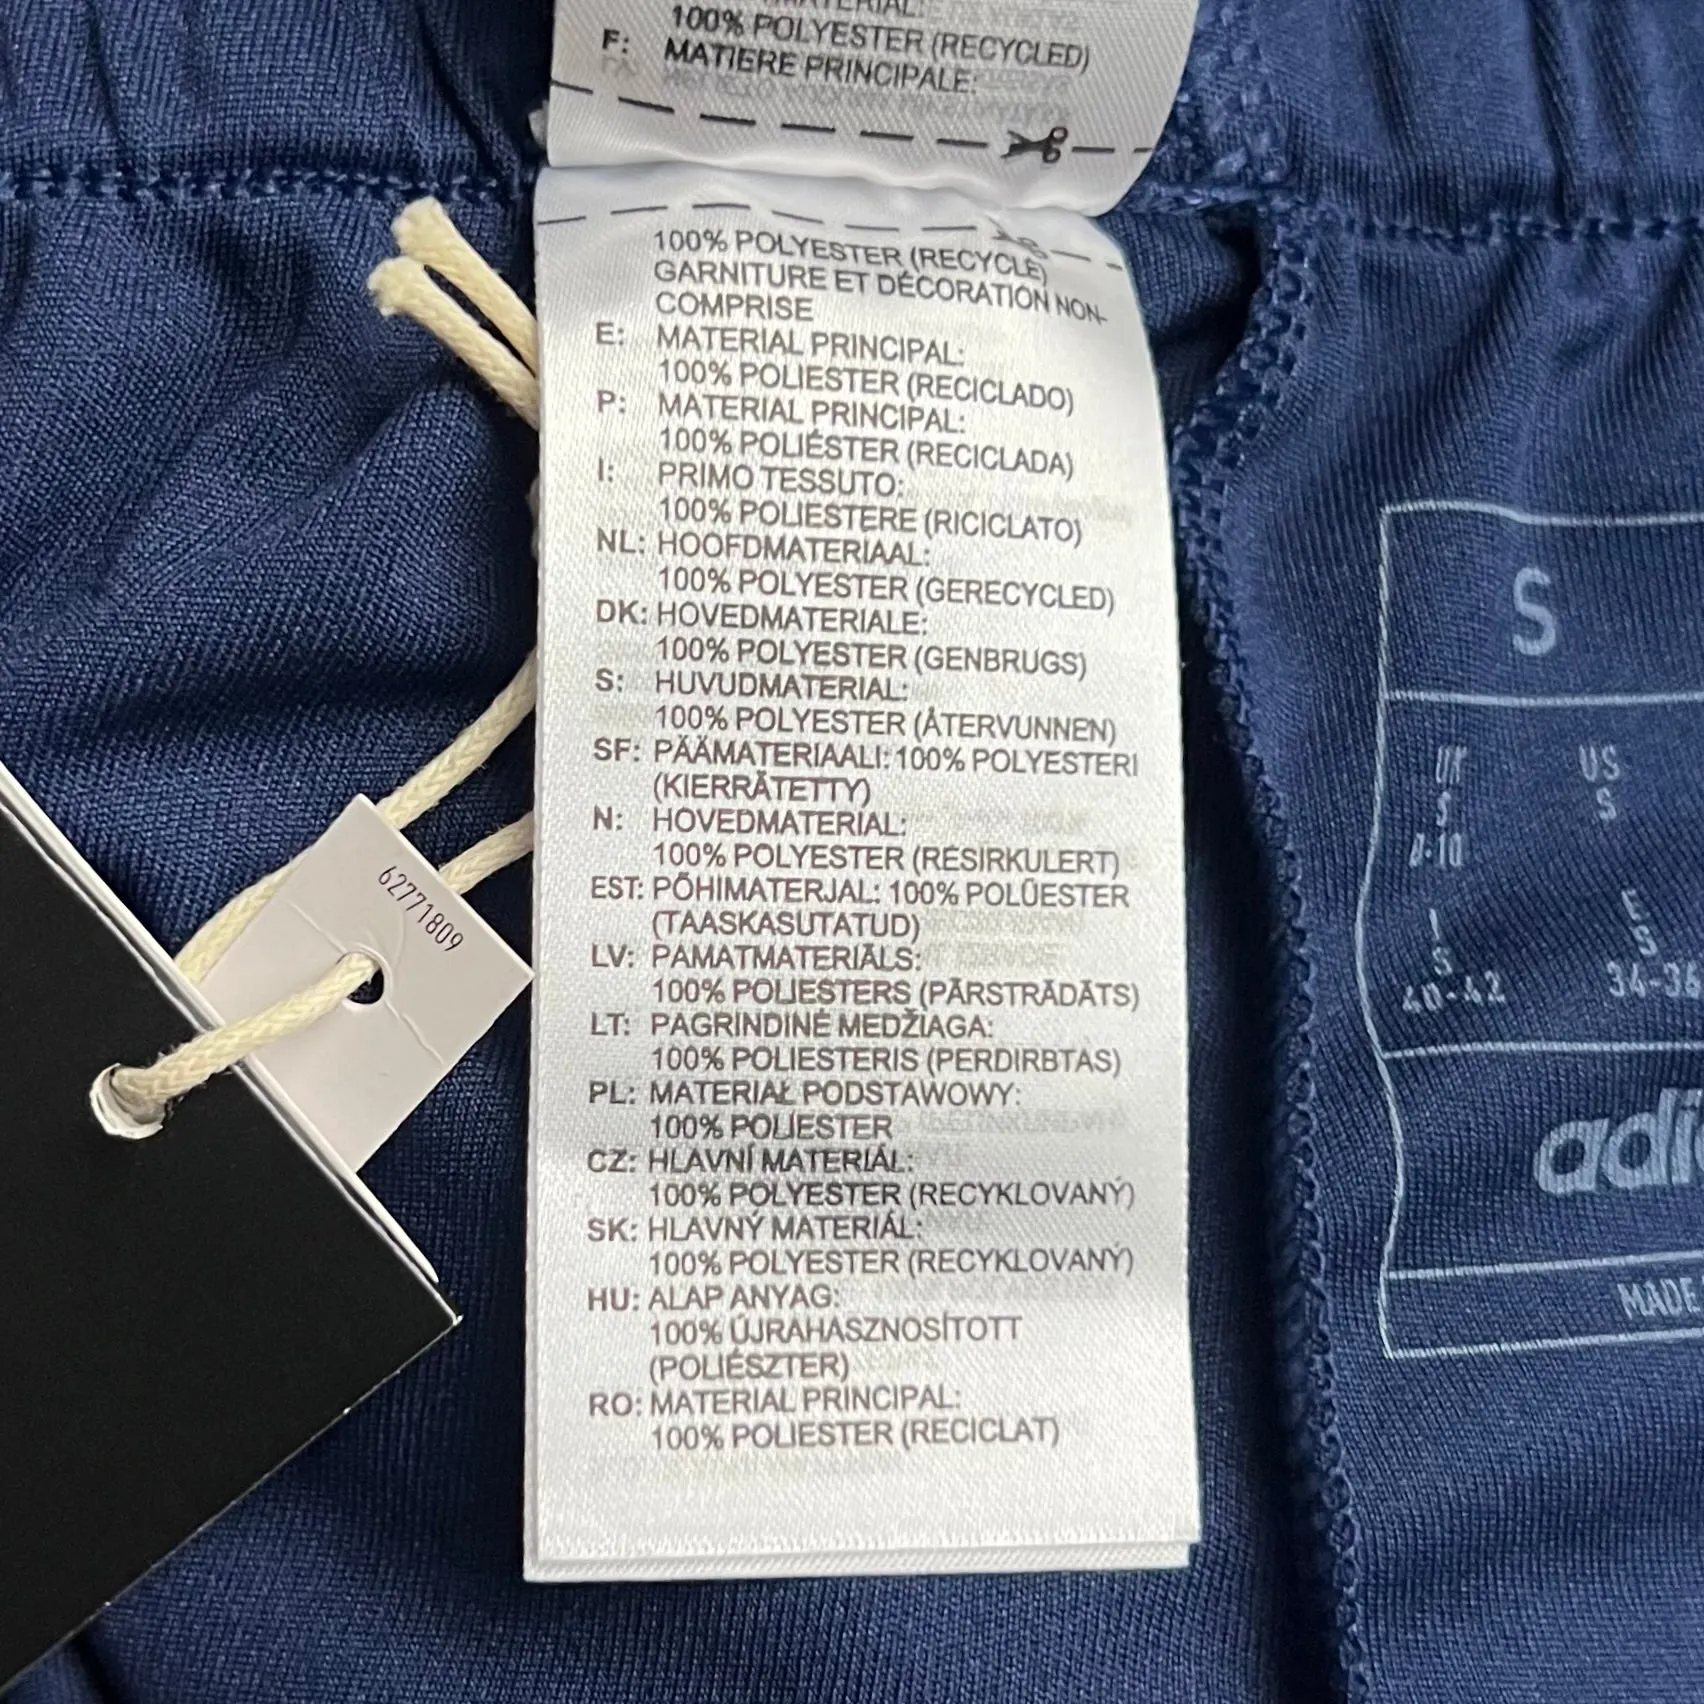 100% POLYESTER (RECYCLED)
F: MATIERE PRINCIPALE:
100% POLYESTER (RECYCLÉ)
GARNITURE ET DÉCORATION NON-
COMPRISE
E: MATERIAL PRINCIPAL:
100% POLIESTER (RECICLADO)
P: MATERIAL PRINCIPAL:
100% POLIÉSTER (RECICLADA)
I: PRIMO TESSUTO:
100% POLIESTERE (RICICLATO)
NL: HOOFDMATERIAAL:
100% POLYESTER (GERECYCLED)
DK: HOVEDMATERIALE:
100% POLYESTER (GENBRUGS)
S: HUVUDMATERIAL:
100% POLYESTER (ÅTERVUNNEN)
SF: PÄÄMATERIAALI: 100% POLYESTERI
(KIERRÄTETTY)
N: HOVEDMATERIAL:
100% POLYESTER (RESIRKULERT)
EST: PÕHIMATERJAL: 100% POLÜESTER
(TAASKASUTATUD)
LV: PAMATMATERIĀLS:
100% POLIESTERS (PĀRSTRĀDĀTS)
LT: PAGRINDINĖ MEDŽIAGA:
100% POLIESTERIS (PERDIRBTAS)
PL: MATERIAŁ PODSTAWOWY:
100% POLIESTER
CZ: HLAVNÍ MATERIÁL:
100% POLYESTER (RECYKLOVANÝ)
SK: HLAVNÝ MATERIÁL:
100% POLYESTER (RECYKLOVANÝ)
HU: ALAP ANYAG:
100% ÚJRAHASZNOSÍTOTT
(POLIÉSZTER)
RO: MATERIAL PRINCIPAL:
100% POLIESTER (RECICLAT)
62771809
S
UK US
S S
I E
S S
40-42 34-36
adi
MADE